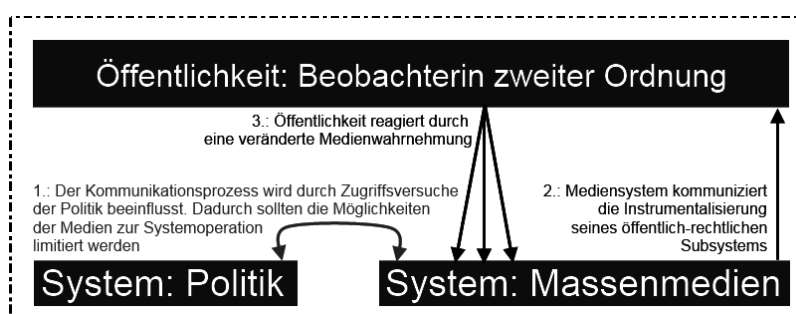 Öffentlichkeit: Beobachterin zweiter Ordnung
3.: Öffentlichkeit reagiert durch
eine veränderte Medienwahrnehmung
1.: Der Kommunikationsprozess wird durch Zugriffsversuche
der Politik beeinflusst. Dadurch sollten die Möglichkeiten
der Medien zur Systemoperation
limitiert werden
2.: Mediensystem kommuniziert
die Instrumentalisierung
seines öffentlich-rechtlichen
Subsystems
System: Politik
System: Massenmedien